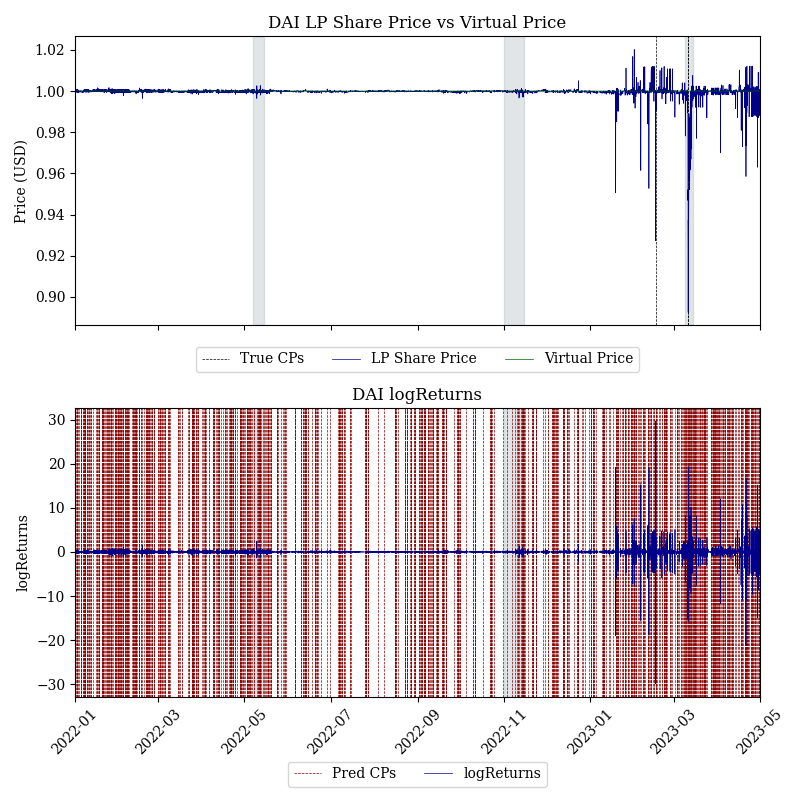 DAI LP Share Price vs Virtual Price
Price (USD)
1.02
1.00
0.98
0.96
0.94
0.92
0.90
True CPs LP Share Price Virtual Price
DAI logReturns
logReturns
30
20
10
0
−10
−20
−30
2022-01 2022-03 2022-05 2022-07 2022-09 2022-11 2023-01 2023-03 2023-05
Pred CPs logReturns